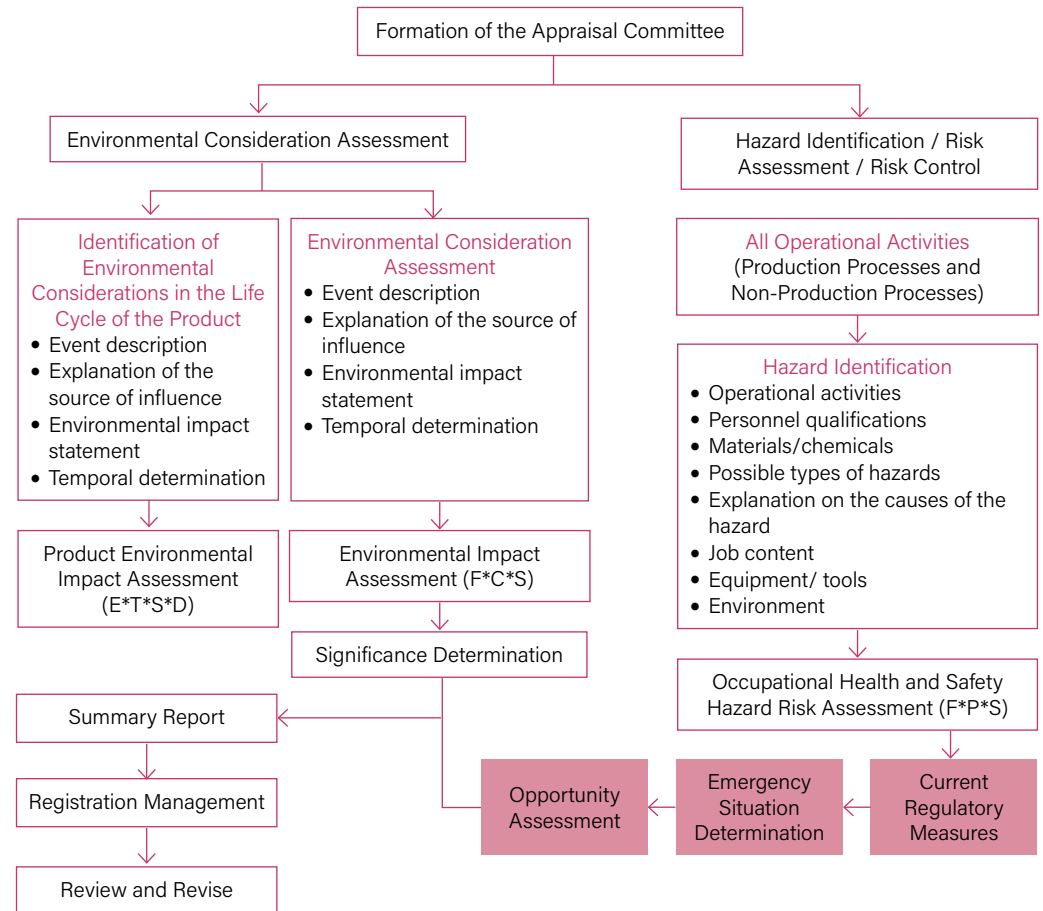 Formation of the Appraisal Committee
Environmental Consideration Assessment
Hazard Identification / Risk
Assessment / Risk Control
Identification of
Environmental
Considerations in the Life
Cycle of the Product
• Event description
• Explanation of the
source of influence
• Environmental impact
statement
• Temporal determination
Environmental Consideration
Assessment
• Event description
• Explanation of the source of
influence
• Environmental impact
statement
• Temporal determination
All Operational Activities
(Production Processes and
Non-Production Processes)
Hazard Identification
• Operational activities
• Personnel qualifications
• Materials/chemicals
• Possible types of hazards
• Explanation on the causes of the
hazard
• Job content
• Equipment/ tools
• Environment
Product Environmental
Impact Assessment
(E*T*S*D)
Environmental Impact
Assessment (F*C*S)
Significance Determination
Occupational Health and Safety
Hazard Risk Assessment (F*P*S)
Summary Report
Registration Management
Review and Revise
Opportunity
Assessment
Emergency
Situation
Determination
Current
Regulatory
Measures